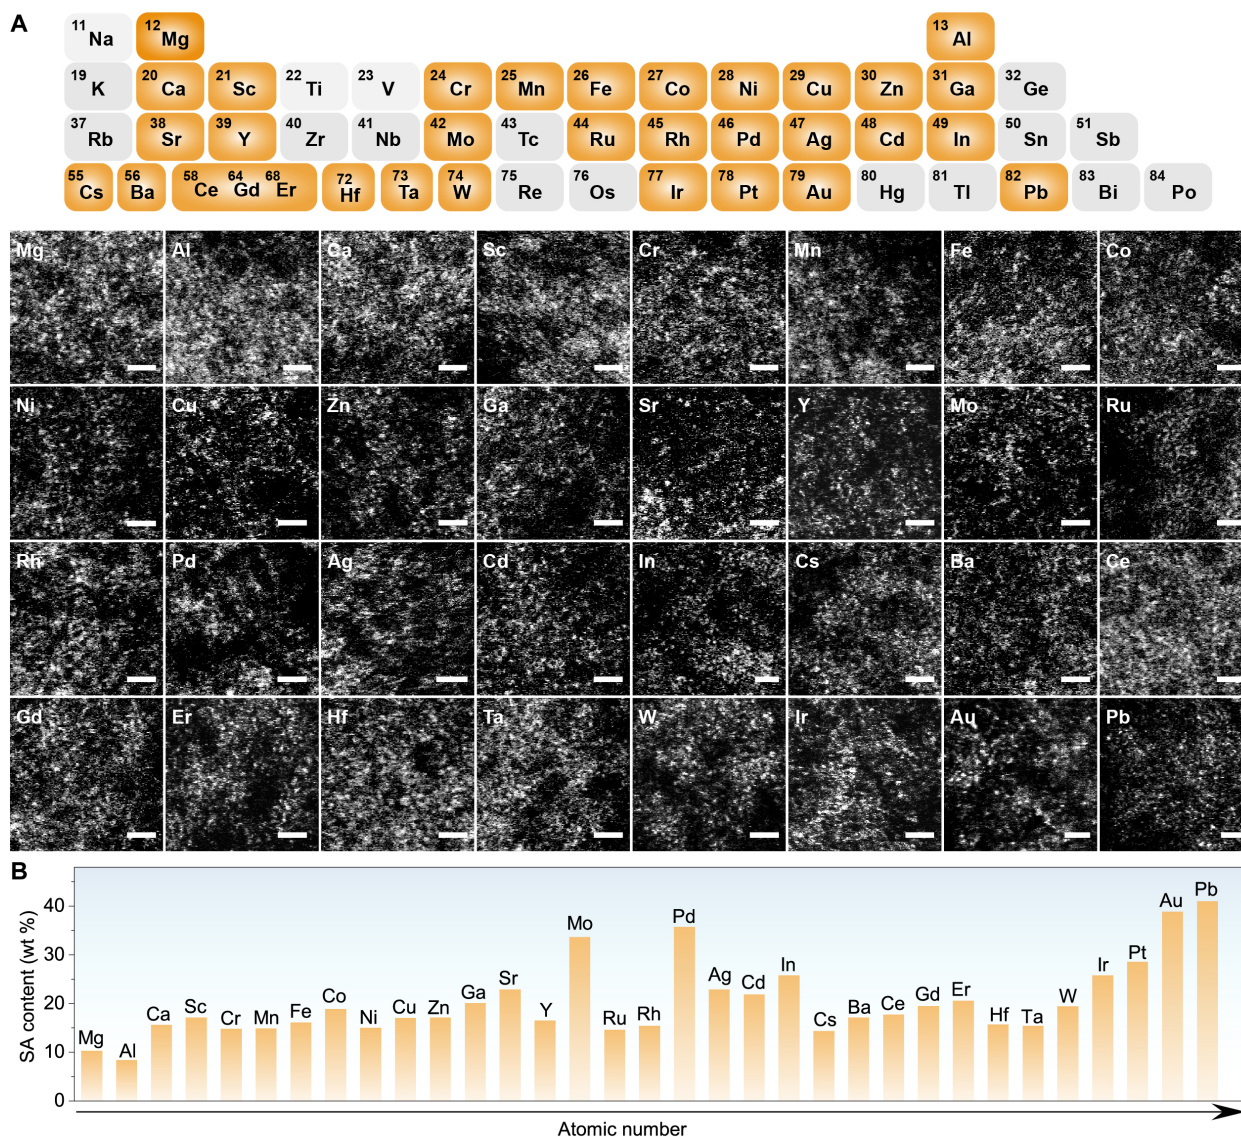 A
11 Na 12 Mg 13 Al
19 K 20 Ca 21 Sc 22 Ti 23 V 24 Cr 25 Mn 26 Fe 27 Co 28 Ni 29 Cu 30 Zn 31 Ga 32 Ge
37 Rb 38 Sr 39 Y 40 Zr 41 Nb 42 Mo 43 Tc 44 Ru 45 Rh 46 Pd 47 Ag 48 Cd 49 In 50 Sn 51 Sb
55 Cs 56 Ba 58 Ce 64 Gd 68 Er 72 Hf 73 Ta 74 W 75 Re 76 Os 77 Ir 78 Pt 79 Au 80 Hg 81 Tl 82 Pb 83 Bi 84 Po
Mg Al Ca Sc Cr Mn Fe Co
Ni Cu Zn Ga Sr Y Mo Ru
Rh Pd Ag Cd In Cs Ba Ce
Gd Er Hf Ta W Ir Au Pb
B
SA content (wt %)
40
30
20
10
0
Mg Al Ca Sc Cr Mn Fe Co Ni Cu Zn Ga Sr Y Mo Ru Rh Pd Ag Cd In Cs Ba Ce Gd Er Hf Ta W Ir Pt Au Pb
Atomic number